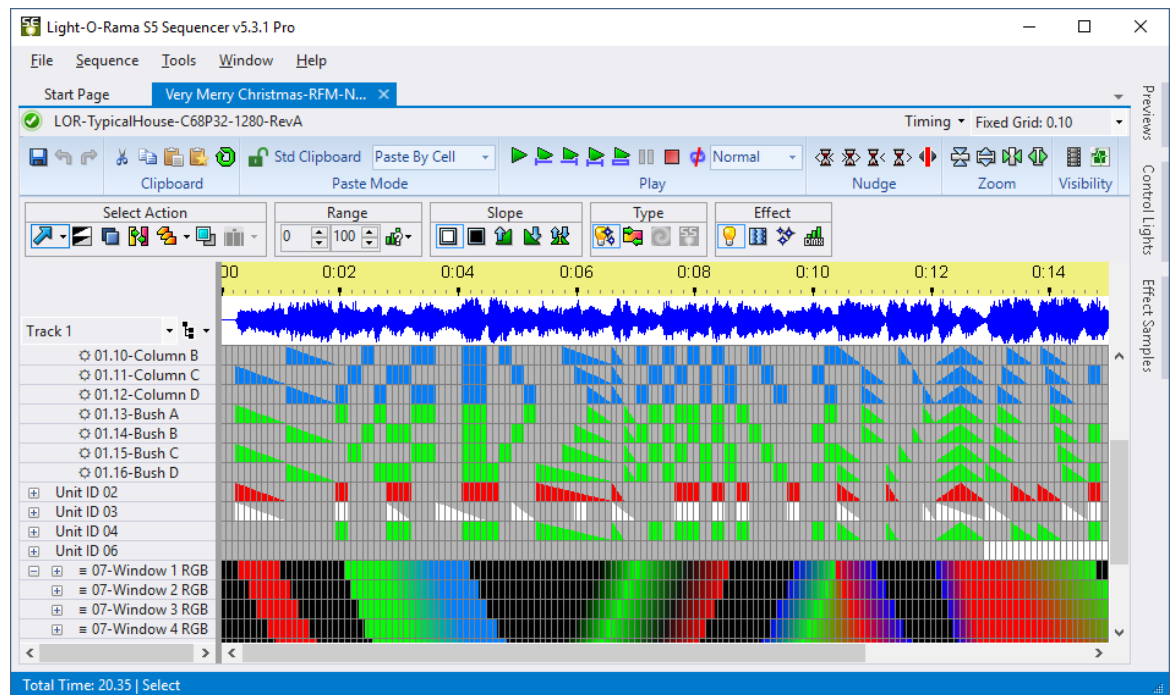 Light-O-Rama S5 Sequencer v5.3.1 Pro
File Sequence Tools Window Help
Start Page Very Merry Christmas-RFM-N... ×
LOR-TypicalHouse-C68P32-1280-RevA Timing Fixed Grid: 0.10
Std Clipboard Paste By Cell Normal
Clipboard Paste Mode Play Nudge Zoom Visibility
Select Action Range Slope Type Effect
0 100 dmx
00 0:02 0:04 0:06 0:08 0:10 0:12 0:14
Track 1
01.10-Column B
01.11-Column C
01.12-Column D
01.13-Bush A
01.14-Bush B
01.15-Bush C
01.16-Bush D
Unit ID 02
Unit ID 03
Unit ID 04
Unit ID 06
07-Window 1 RGB
07-Window 2 RGB
07-Window 3 RGB
07-Window 4 RGB
Total Time: 20.35 | Select
Previews
Control Lights
Effect Samples